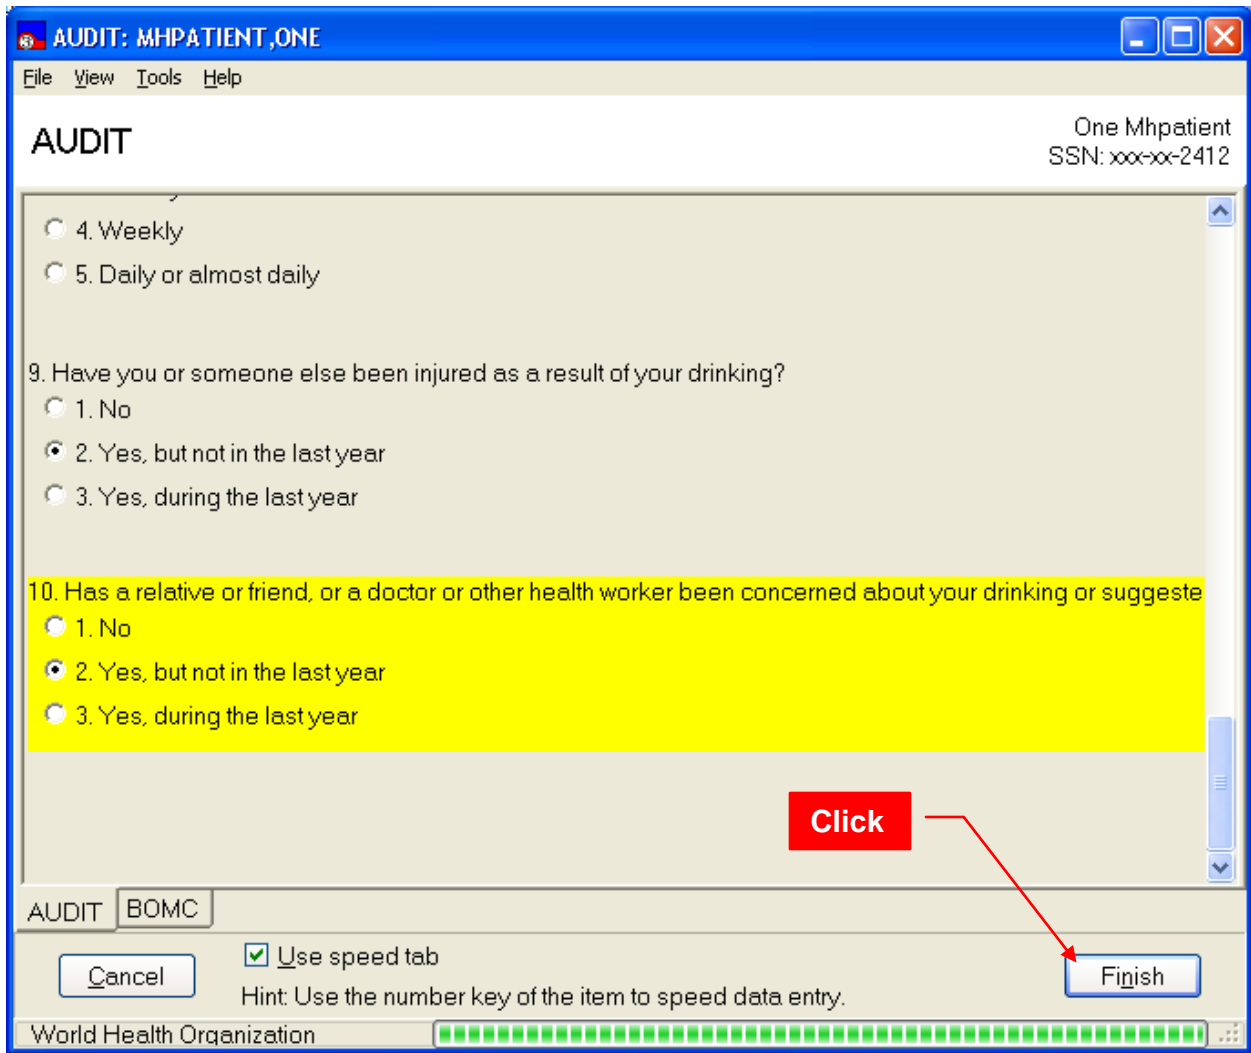 AUDIT: MHPATIENT,ONE
File View Tools Help
AUDIT
One Mhpatient
SSN: xxx-xx-2412
4. Weekly
5. Daily or almost daily
9. Have you or someone else been injured as a result of your drinking?
1. No
2. Yes, but not in the last year
3. Yes, during the last year
10. Has a relative or friend, or a doctor or other health worker been concerned about your drinking or suggeste
1. No
2. Yes, but not in the last year
3. Yes, during the last year
Click
AUDIT BOMC
Cancel
Use speed tab
Hint: Use the number key of the item to speed data entry.
Finish
World Health Organization